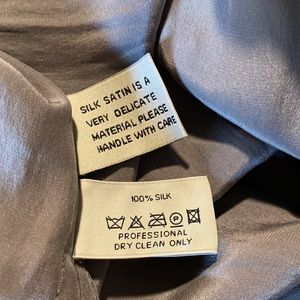 SILK SATIN IS A
VERY DELICATE
MATERIAL PLEASE
HANDLE WITH CARE
100% SILK
PROFESSIONAL
DRY CLEAN ONLY